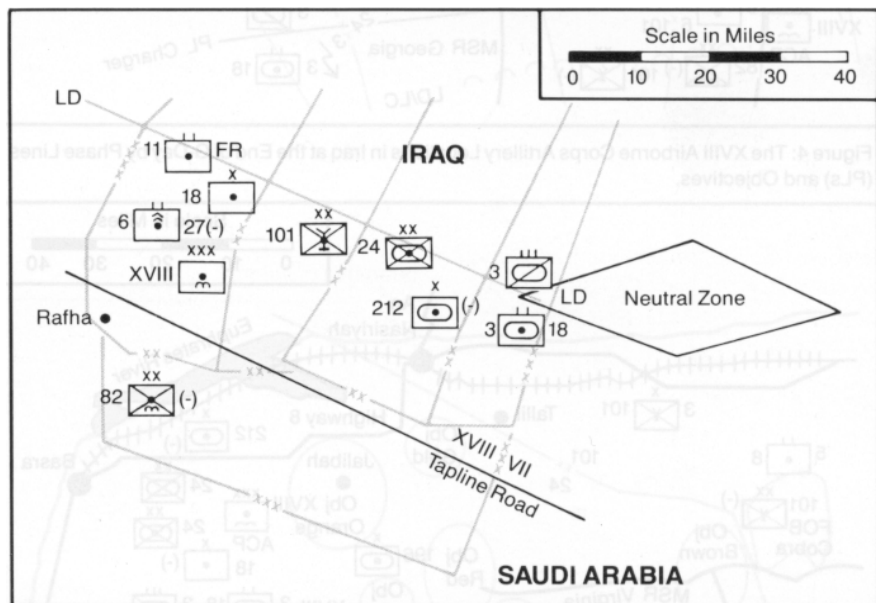 Scale in Miles
0 10 20 30 40
LD
11 FR
IRAQ
X
18
6 27(-)
XX
101
XX
24
XXX
XVIII
III
3
LD
Neutral Zone
X
212 (-)
3 18
Rafha
XX
82 (-)
XVIII VII
Tapline Road
SAUDI ARABIA